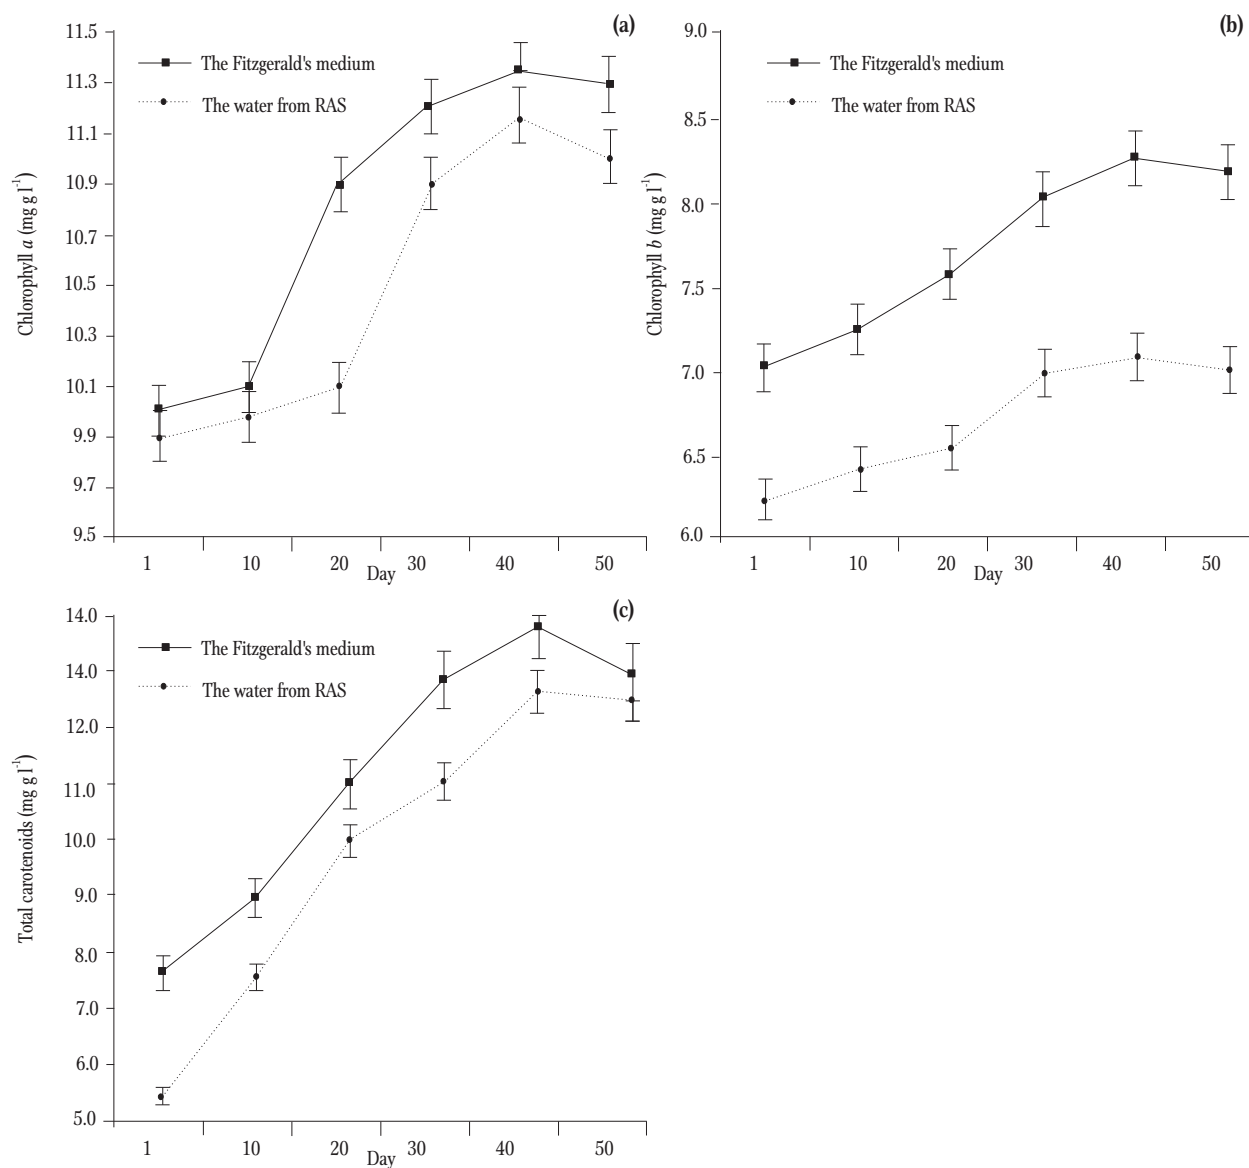 (a)
11.5
11.3
11.1
10.9
10.7
10.5
10.3
10.1
9.9
9.7
9.5
Chlorophyll a (mg g l-1)
The Fitzgerald's medium
The water from RAS
1 10 20 30 40 50
Day
(b)
9.0
8.5
8.0
7.5
7.0
6.5
6.0
Chlorophyll b (mg g l-1)
The Fitzgerald's medium
The water from RAS
1 10 20 30 40 50
Day
(c)
14.0
14.0
12.0
11.0
10.0
9.0
8.0
7.0
6.0
5.0
Total carotenoids (mg g l-1)
The Fitzgerald's medium
The water from RAS
1 10 20 30 40 50
Day